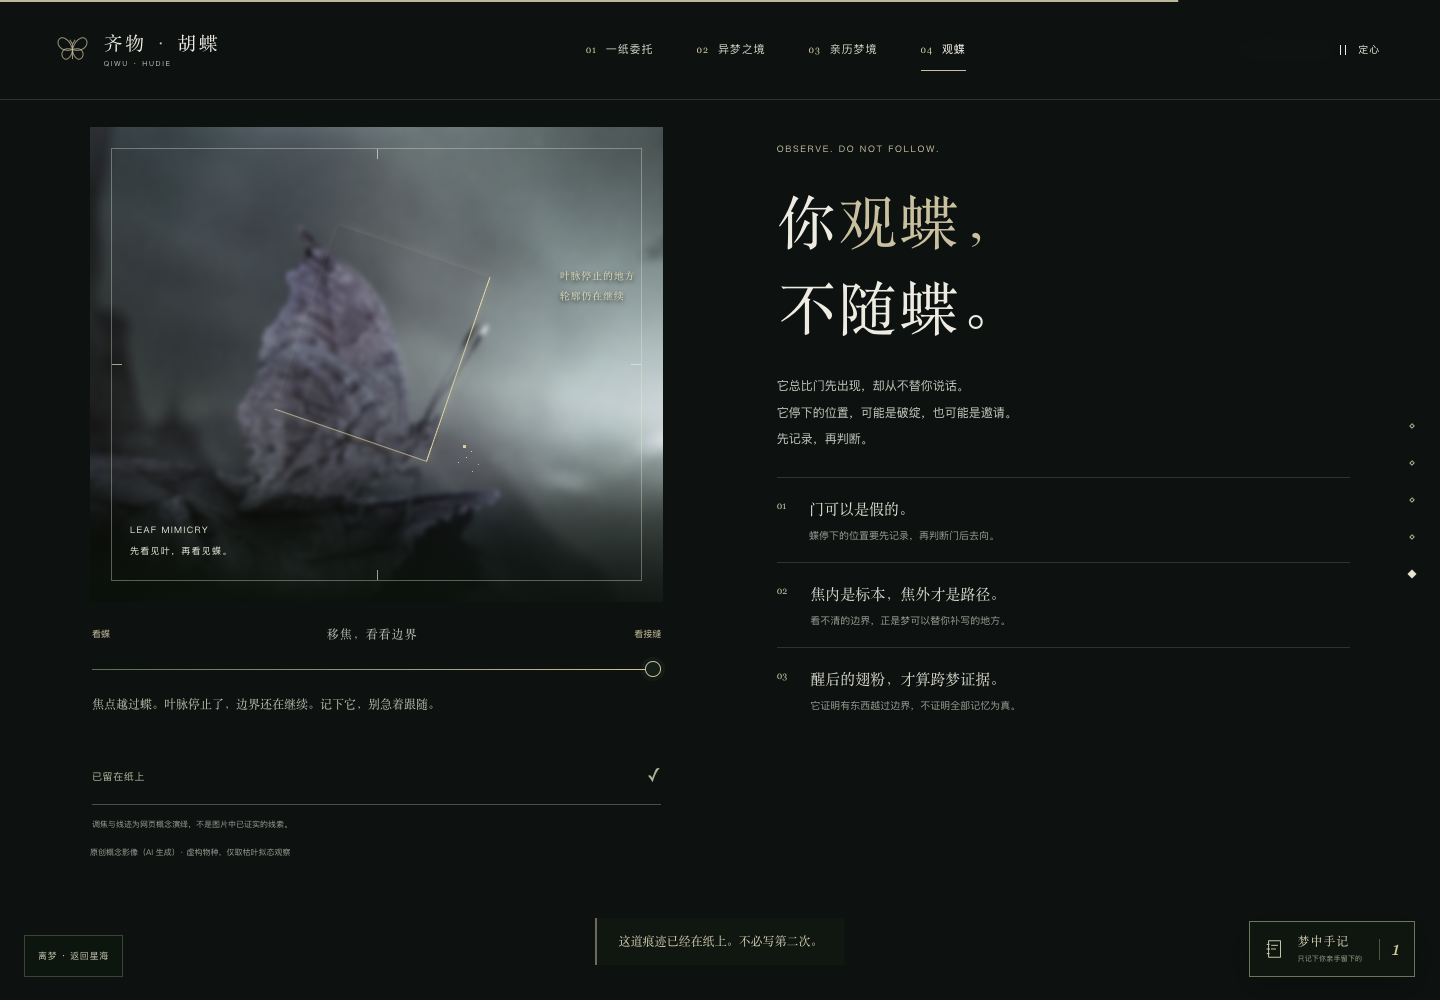 齐物 · 胡蝶
QIWU · HUDIE
01 一纸委托
02 异梦之境
03 亲历梦境
04 观蝶
定心
叶脉停止的地方
轮廓仍在继续
LEAF MIMICRY
先看见叶，再看见蝶。
看蝶
移焦，看看边界
看接缝
焦点越过蝶。叶脉停止了，边界还在继续。记下它，别急着跟随。
已留在纸上
✓
调焦与线迹为网页概念演绎，不是图片中已证实的线索。
原创概念影像（AI 生成）· 虚构物种，仅取枯叶拟态观察
OBSERVE. DO NOT FOLLOW.
你观蝶，
不随蝶。
它总比门先出现，却从不替你说话。
它停下的位置，可能是破绽，也可能是邀请。
先记录，再判断。
01 门可以是假的。
蝶停下的位置要先记录，再判断门后去向。
02 焦内是标本，焦外才是路径。
看不清的边界，正是梦可以替你补写的地方。
03 醒后的翅粉，才算跨梦证据。
它证明有东西越过边界，不证明全部记忆为真。
离梦 · 返回星海
这道痕迹已经在纸上。不必写第二次。
梦中手记
只记下你亲手留下的
1